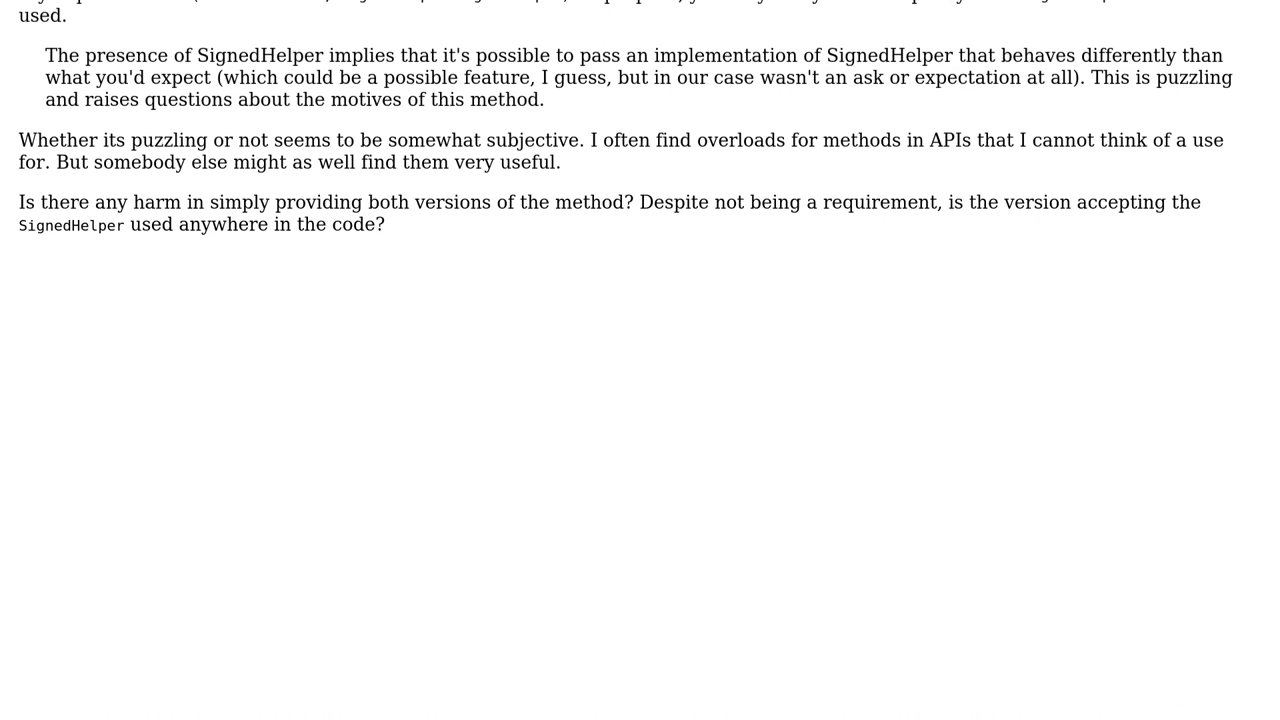 used.
The presence of SignedHelper implies that it's possible to pass an implementation of SignedHelper that behaves differently than
what you'd expect (which could be a possible feature, I guess, but in our case wasn't an ask or expectation at all). This is puzzling
and raises questions about the motives of this method.
Whether its puzzling or not seems to be somewhat subjective. I often find overloads for methods in APIs that I cannot think of a use
for. But somebody else might as well find them very useful.
Is there any harm in simply providing both versions of the method? Despite not being a requirement, is the version accepting the
SignedHelper used anywhere in the code?